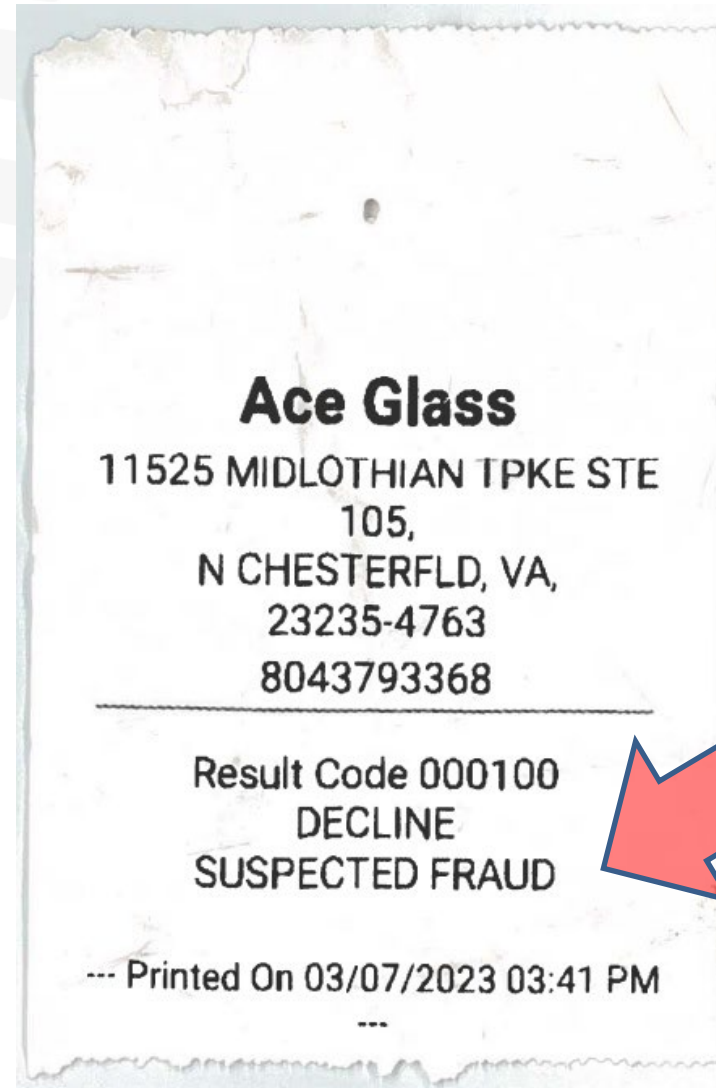 Ace Glass
11525 MIDLOTHIAN TPKE STE
105,
N CHESTERFLD, VA,
23235-4763
8043793368
Result Code 000100
DECLINE
SUSPECTED FRAUD
--- Printed On 03/07/2023 03:41 PM
---